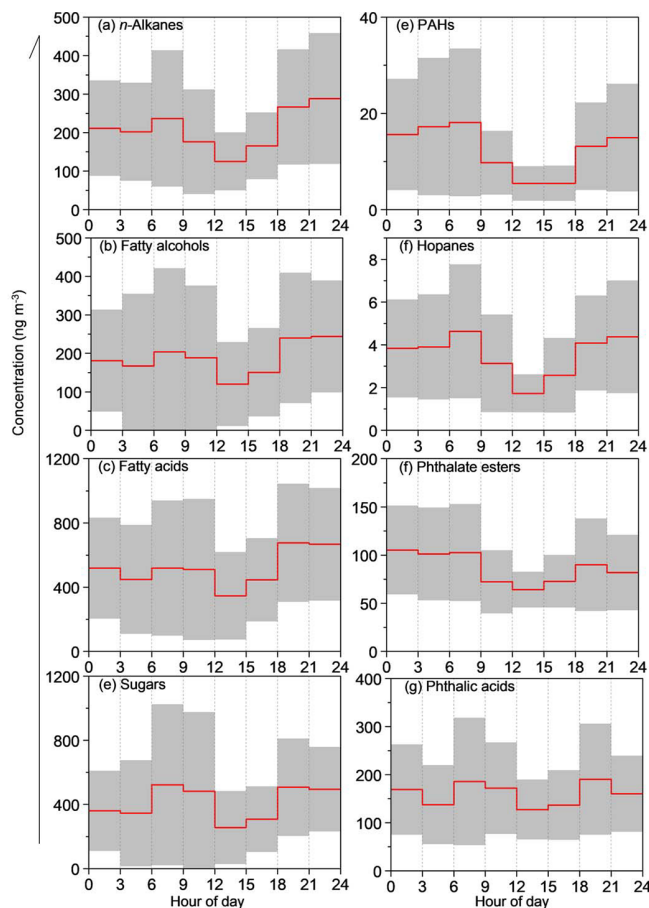 Concentration (ng m⁻³)
(a) n-Alkanes
500
400
300
200
100
0
0 3 6 9 12 15 18 21 24
(e) PAHs
40
20
0
0 3 6 9 12 15 18 21 24
(b) Fatty alcohols
500
400
300
200
100
0
0 3 6 9 12 15 18 21 24
(f) Hopanes
8
6
4
2
0
0 3 6 9 12 15 18 21 24
(c) Fatty acids
1200
800
400
0
0 3 6 9 12 15 18 21 24
(f) Phthalate esters
200
150
100
50
0
0 3 6 9 12 15 18 21 24
(e) Sugars
1200
800
400
0
0 3 6 9 12 15 18 21 24
Hour of day
(g) Phthalic acids
400
300
200
100
0
0 3 6 9 12 15 18 21 24
Hour of day